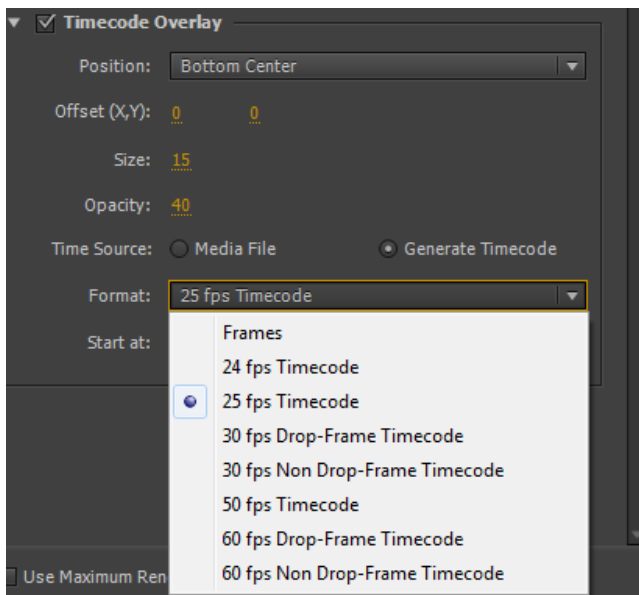 Timecode Overlay
Position: Bottom Center
Offset (X,Y): 0 0
Size: 15
Opacity: 40
Time Source: Media File Generate Timecode
Format: 25 fps Timecode
Start at:
Frames
24 fps Timecode
25 fps Timecode
30 fps Drop-Frame Timecode
30 fps Non Drop-Frame Timecode
50 fps Timecode
60 fps Drop-Frame Timecode
60 fps Non Drop-Frame Timecode
Use Maximum Ren